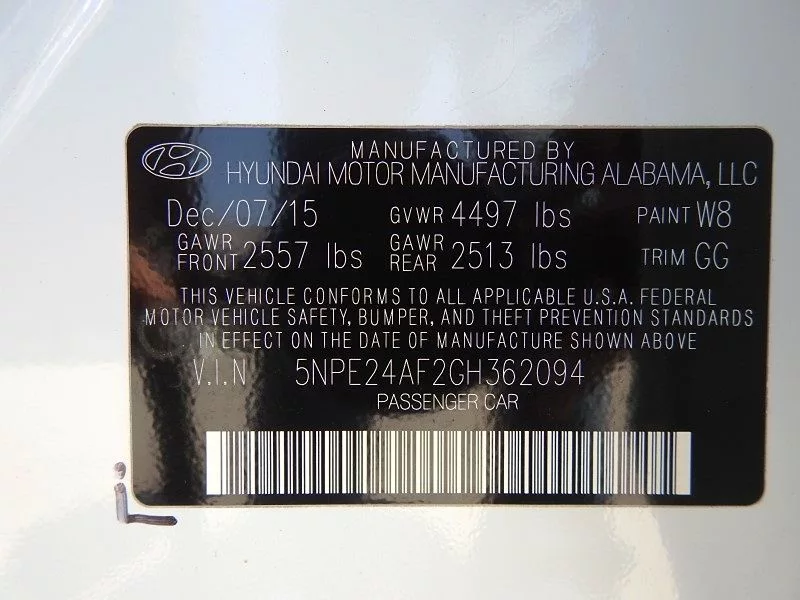 MANUFACTURED BY
HYUNDAI MOTOR MANUFACTURING ALABAMA, LLC
Dec/07/15 GVWR 4497 lbs PAINT W8
GAWR FRONT 2557 lbs GAWR REAR 2513 lbs TRIM GG
THIS VEHICLE CONFORMS TO ALL APPLICABLE U.S.A. FEDERAL
MOTOR VEHICLE SAFETY, BUMPER, AND THEFT PREVENTION STANDARDS
IN EFFECT ON THE DATE OF MANUFACTURE SHOWN ABOVE
V.I.N 5NPE24AF2GH362094
PASSENGER CAR